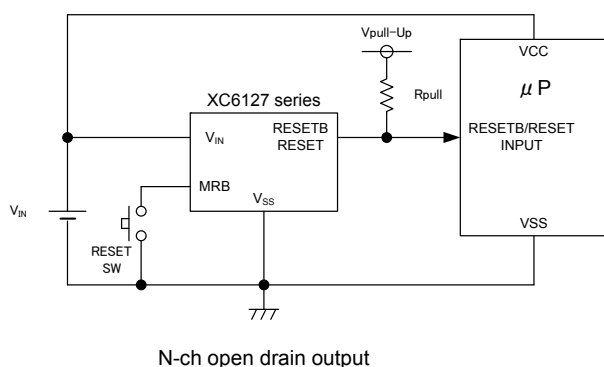 Vpull-Up
VCC
μP
XC6127 series
Rpull
VIN
RESETB
RESET
RESETB/RESET
INPUT
MRB
VSS
VIN
RESET
SW
VSS
N-ch open drain output